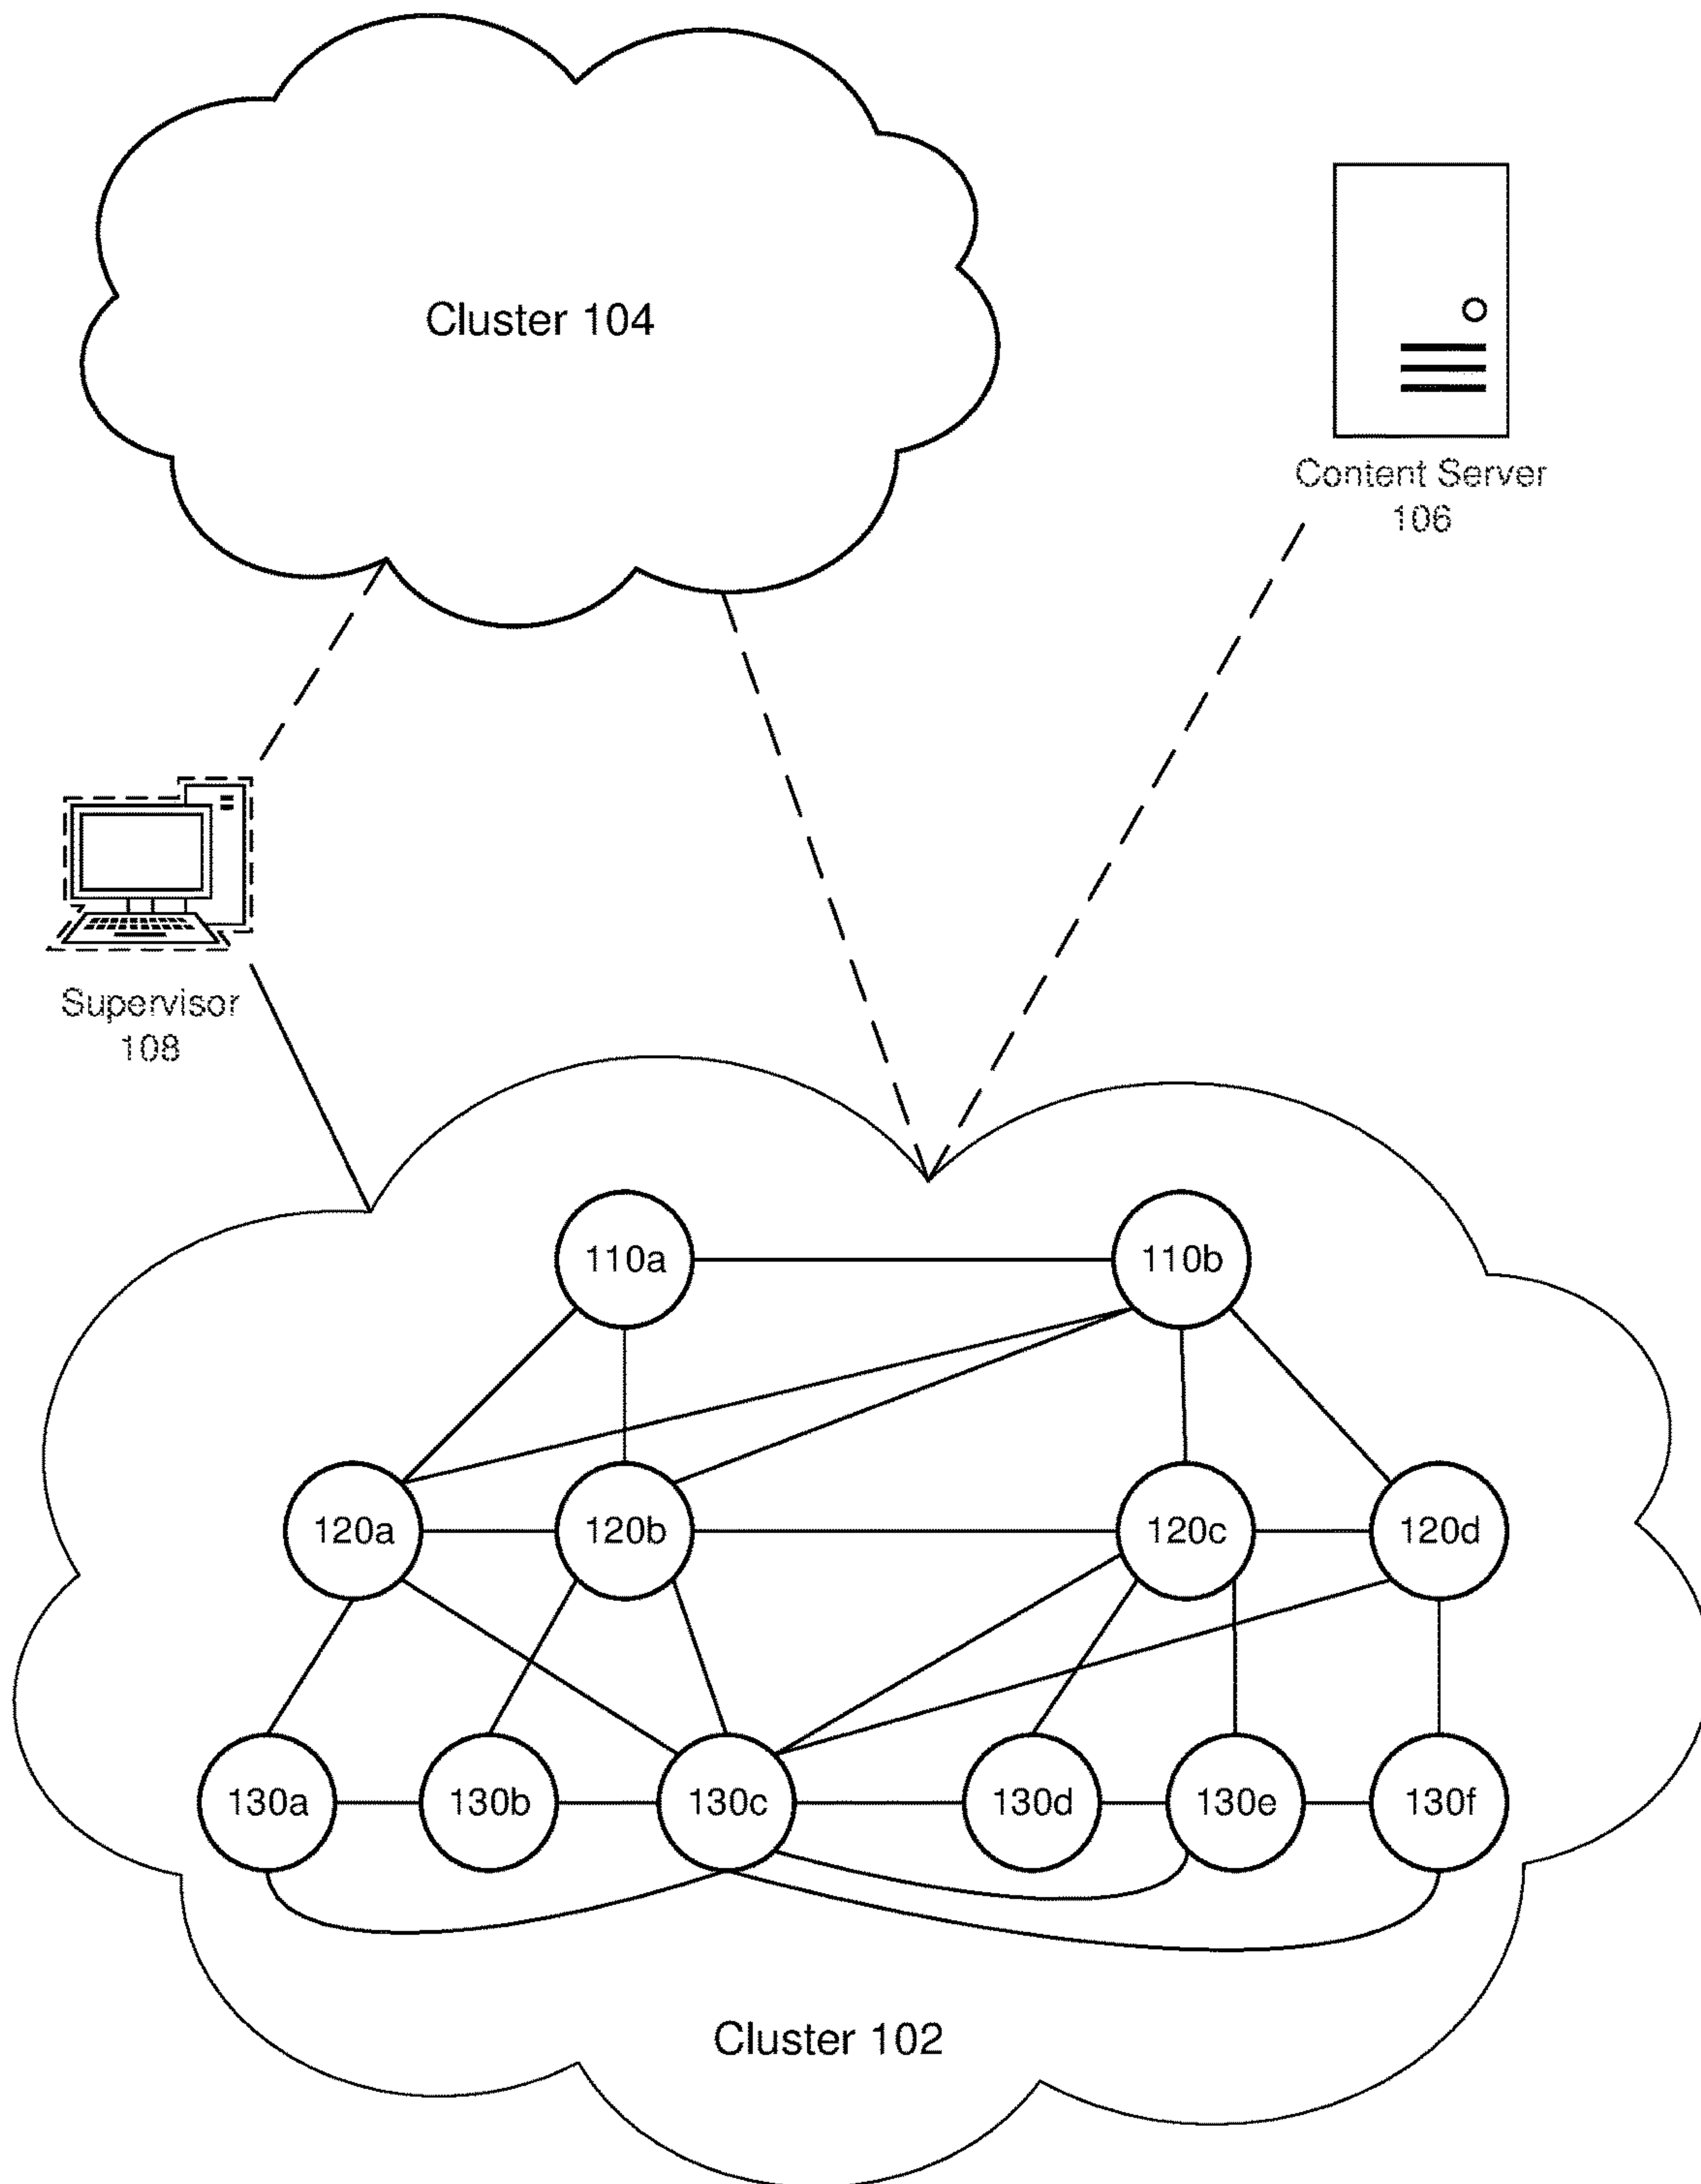 Cluster 104
Content Server
106
Supervisor
108
110a
110b
120a
120b
120c
120d
130a
130b
130c
130d
130e
130f
Cluster 102